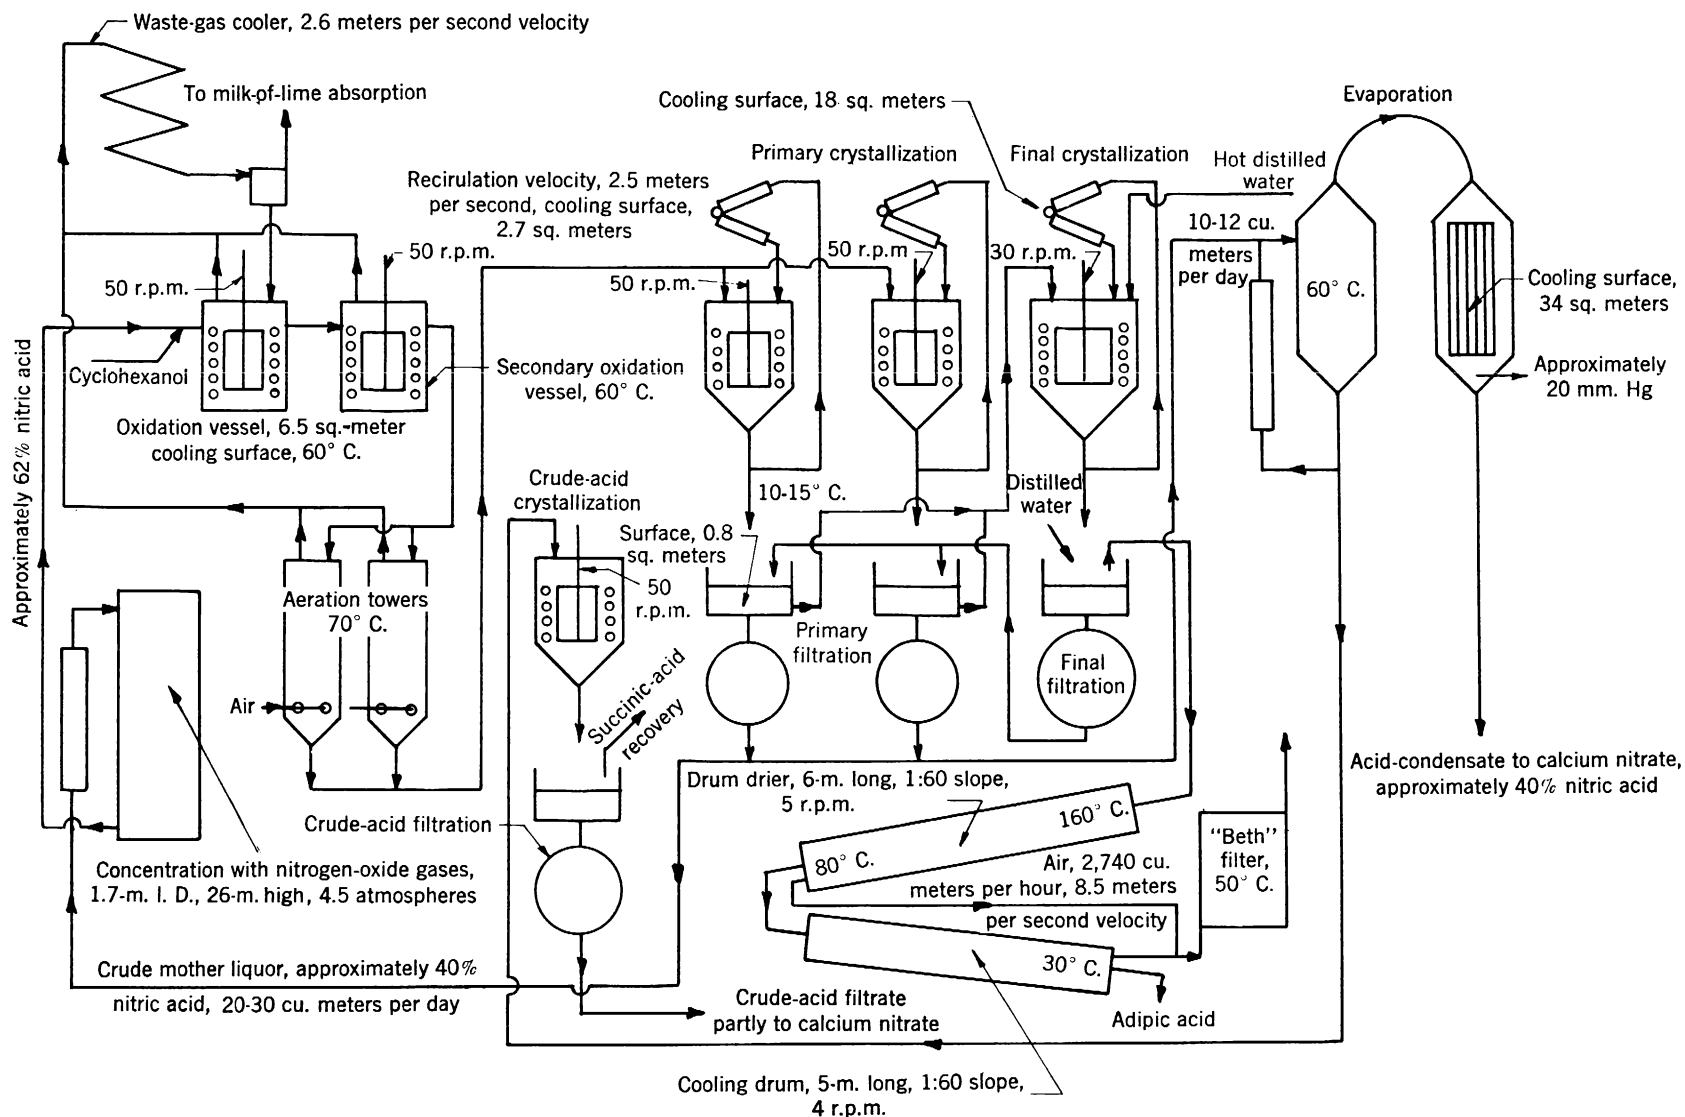 Waste-gas cooler, 2.6 meters per second velocity
To milk-of-lime absorption
Cooling surface, 18 sq. meters
Evaporation
Primary crystallization
Final crystallization
Hot distilled
water
Recirulation velocity, 2.5 meters
per second, cooling surface,
2.7 sq. meters
10-12 cu.
meters
per day
50 r.p.m.
50 r.p.m.
50 r.p.m.
50 r.p.m
30 r.p.m.
60° C.
Cooling surface,
34 sq. meters
Approximately
20 mm. Hg
Cyclohexanol
Secondary oxidation
vessel, 60° C.
Oxidation vessel, 6.5 sq.-meter
cooling surface, 60° C.
Approximately 62% nitric acid
Crude-acid
crystallization
10-15° C.
Distilled
water
Surface, 0.8
sq. meters
50
r.p.m.
Aeration towers
70° C.
Primary
filtration
Final
filtration
Air
Succinic-acid
recovery
Drum drier, 6-m. long, 1:60 slope,
5 r.p.m.
Acid-condensate to calcium nitrate,
approximately 40% nitric acid
160° C.
80° C.
Crude-acid filtration
"Beth"
filter,
50° C.
Air, 2,740 cu.
meters per hour, 8.5 meters
per second velocity
Concentration with nitrogen-oxide gases,
1.7-m. I. D., 26-m. high, 4.5 atmospheres
30° C.
Crude mother liquor, approximately 40%
nitric acid, 20-30 cu. meters per day
Crude-acid filtrate
partly to calcium nitrate
Adipic acid
Cooling drum, 5-m. long, 1:60 slope,
4 r.p.m.